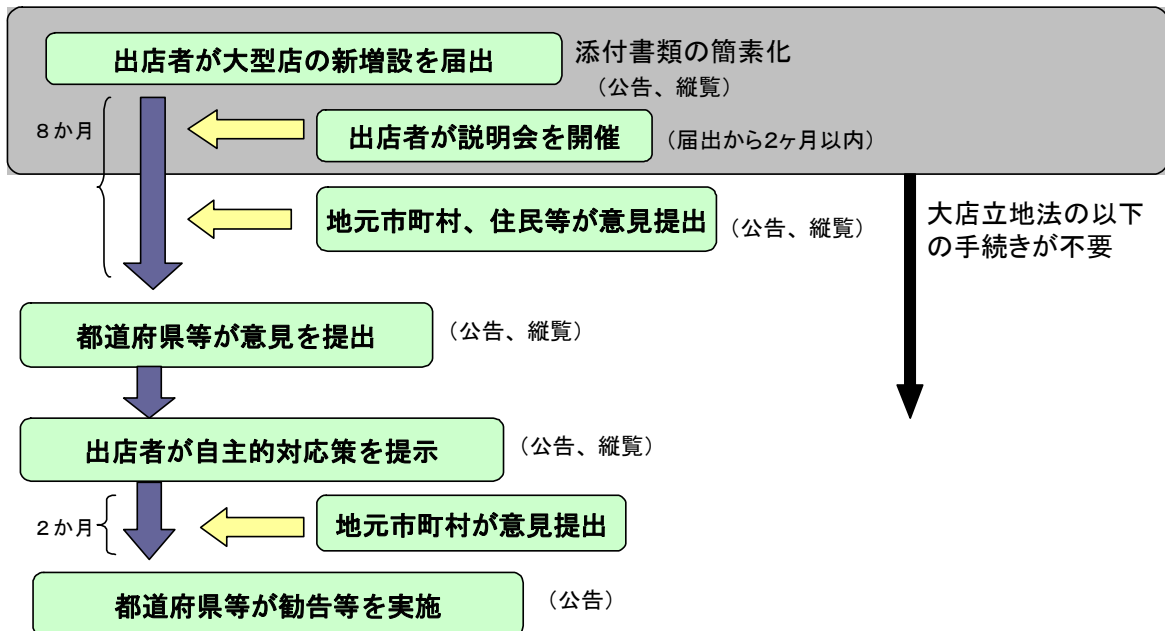 出店者が大型店の新増設を届出
添付書類の簡素化
（公告、縦覧）
８か月
出店者が説明会を開催
（届出から2ヶ月以内）
地元市町村、住民等が意見提出
（公告、縦覧）
大店立地法の以下
の手続きが不要
都道府県等が意見を提出
（公告、縦覧）
出店者が自主的対応策を提示
（公告、縦覧）
２か月
地元市町村が意見提出
都道府県等が勧告等を実施
（公告）